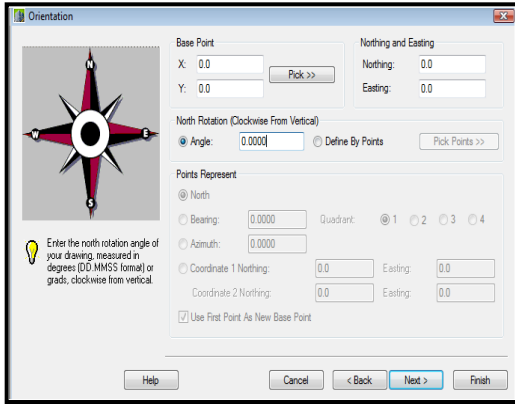 Orientation
N
W
E
S
Enter the north rotation angle of
your drawing, measured in
degrees (DD.MMSS format) or
grads, clockwise from vertical.
Base Point
X: 0.0
Pick >>
Y: 0.0
Northing and Easting
Northing: 0.0
Easting: 0.0
North Rotation (Clockwise From Vertical)
Angle: 0.0000 Define By Points Pick Points >>
Points Represent
North
Bearing: 0.0000 Quadrant: 1 2 3 4
Azimuth: 0.0000
Coordinate 1 Northing: 0.0 Easting: 0.0
Coordinate 2 Northing: 0.0 Easting: 0.0
Use First Point As New Base Point
Help Cancel < Back Next > Finish